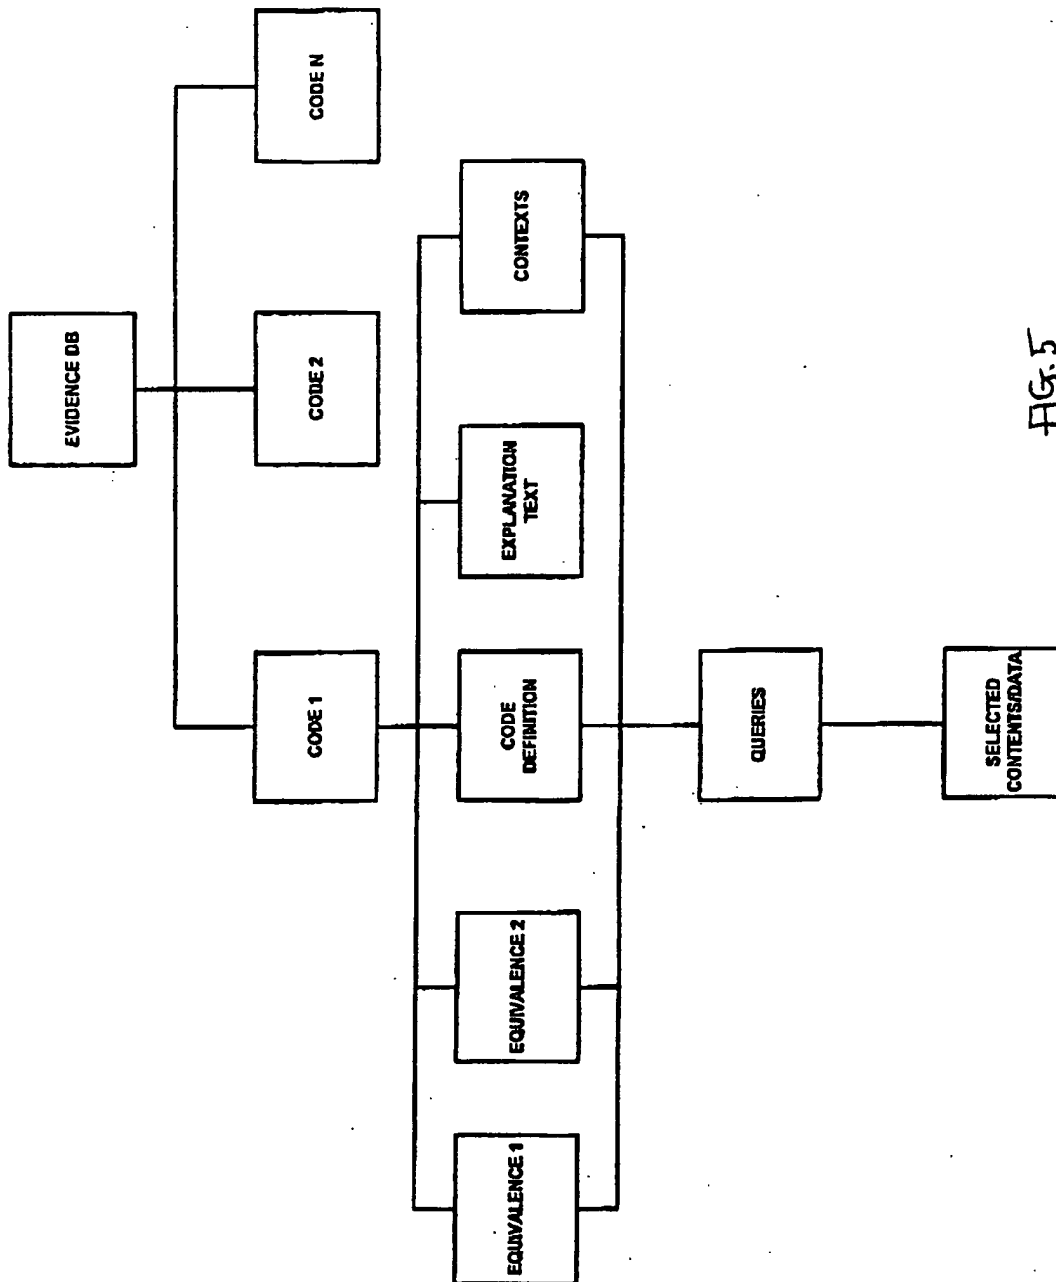 EVIDENCE DB
CODE 1
CODE 2
CODE N
EQUIVALENCE 1
EQUIVALENCE 2
CODE
DEFINITION
EXPLANATION
TEXT
CONTEXTS
QUERIES
SELECTED
CONTENTS/DATA
FIG. 5